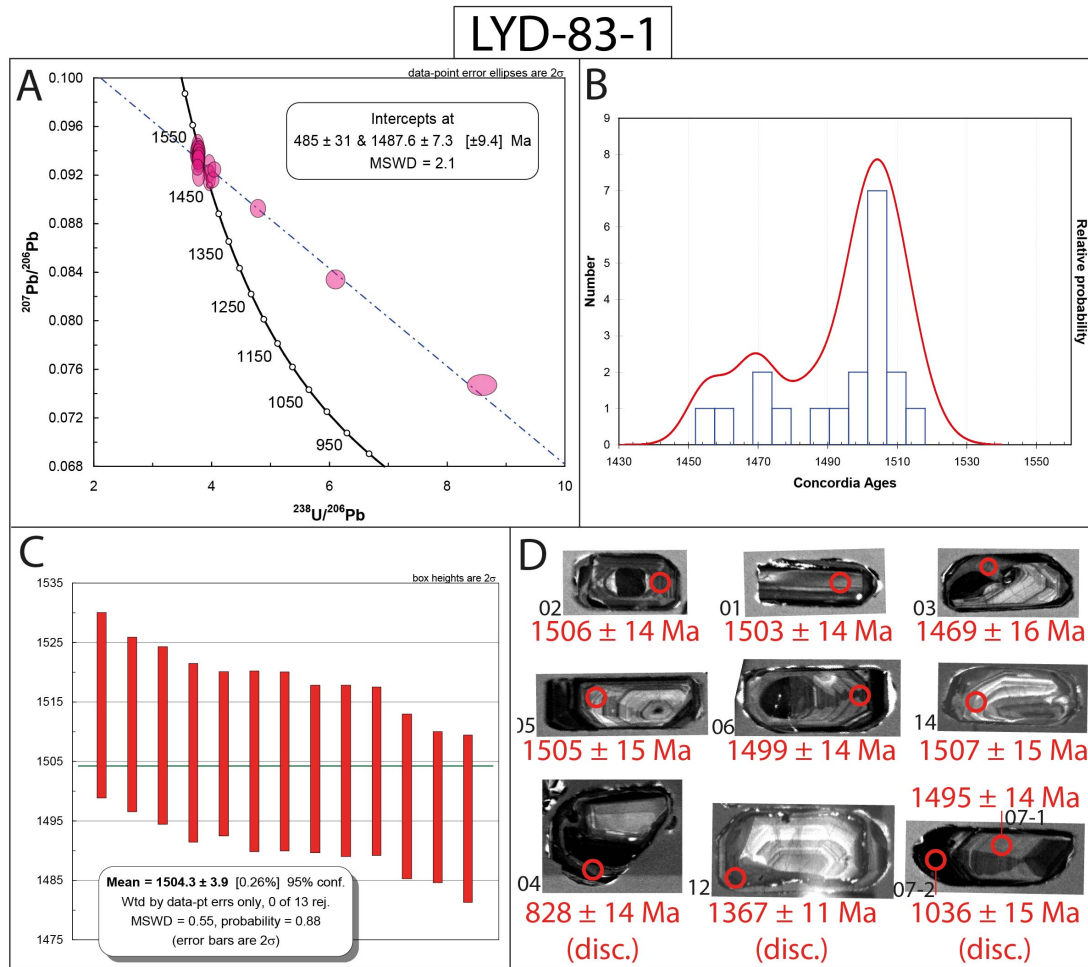 LYD-83-1
A
data-point error ellipses are 2σ
0.100
0.096
0.092
0.088
0.084
0.080
0.076
0.072
0.068
²⁰⁷Pb/²⁰⁶Pb
1550
1450
1350
1250
1150
1050
950
Intercepts at
485 ± 31 & 1487.6 ± 7.3 [±9.4] Ma
MSWD = 2.1
2 4 6 8 10
²³⁸U/²⁰⁶Pb
B
9
8
7
6
5
4
3
2
1
0
Number
Relative probability
1430 1450 1470 1490 1510 1530 1550
Concordia Ages
C
box heights are 2σ
1535
1525
1515
1505
1495
1485
1475
Mean = 1504.3 ± 3.9 [0.26%] 95% conf.
Wtd by data-pt errs only, 0 of 13 rej.
MSWD = 0.55, probability = 0.88
(error bars are 2σ)
D
02 01 03
1506 ± 14 Ma 1503 ± 14 Ma 1469 ± 16 Ma
05 06 14
1505 ± 15 Ma 1499 ± 14 Ma 1507 ± 15 Ma
1495 ± 14 Ma
07-1
04 12 07-2
828 ± 14 Ma 1367 ± 11 Ma 1036 ± 15 Ma
(disc.) (disc.) (disc.)